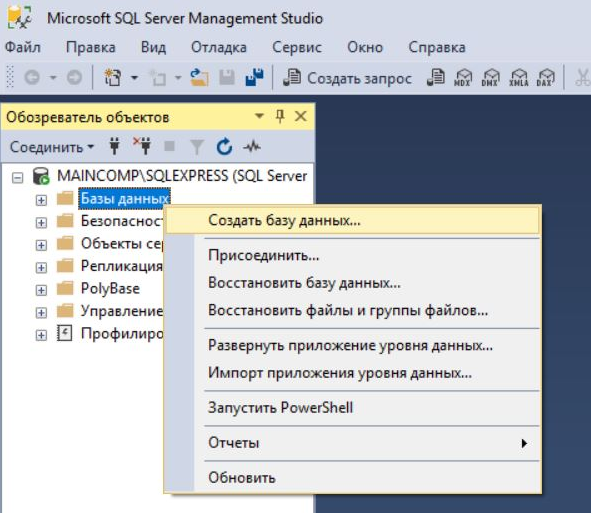 Microsoft SQL Server Management Studio
Файл Правка Вид Отладка Сервис Окно Справка
Создать запрос MDX DMX XMLA DAX
Обозреватель объектов
Соединить
MAINCOMP\SQLEXPRESS (SQL Server
Базы данных
Безопаснос
Объекты се
Репликация
PolyBase
Управление
Профилиро
Создать базу данных...
Присоединить...
Восстановить базу данных...
Восстановить файлы и группы файлов...
Развернуть приложение уровня данных...
Импорт приложения уровня данных...
Запустить PowerShell
Отчеты
Обновить